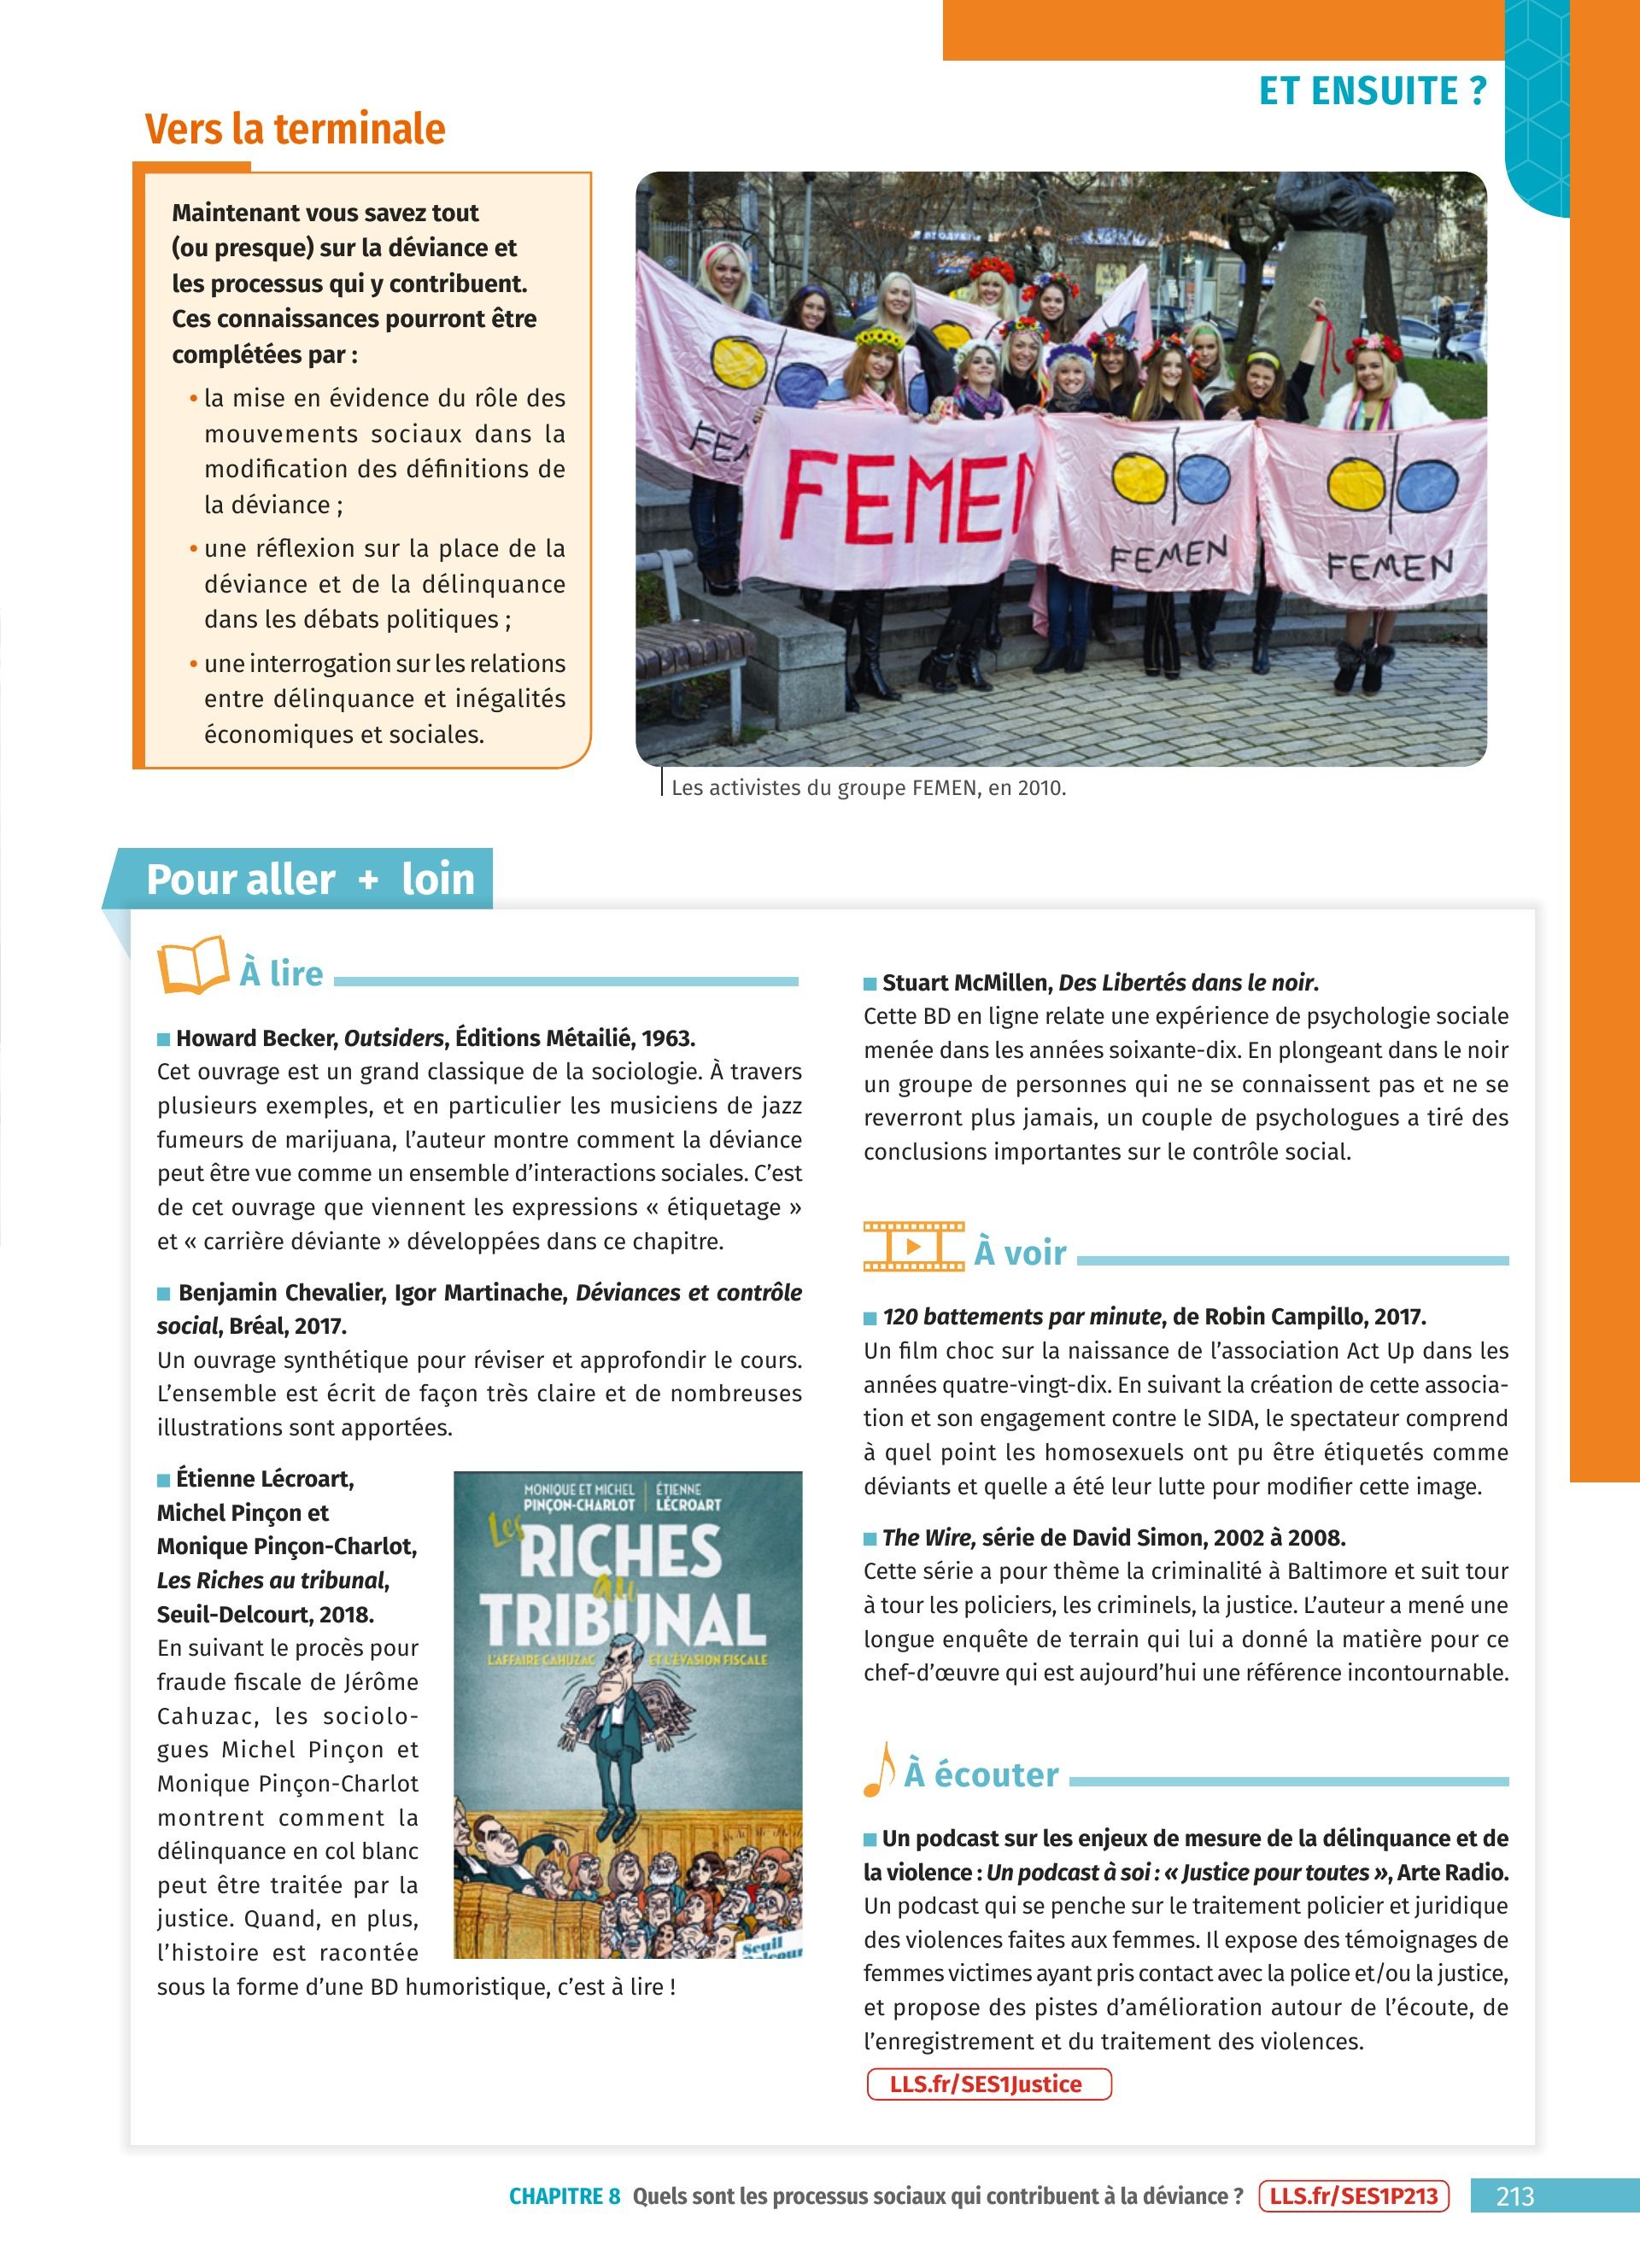 ET ENSUITE ?
Vers la terminale
Maintenant vous savez tout
(ou presque) sur la déviance et
les processus qui y contribuent.
Ces connaissances pourront être
complétées par :
• la mise en évidence du rôle des
mouvements sociaux dans la
modification des définitions de
la déviance ;
• une réflexion sur la place de la
déviance et de la délinquance
dans les débats politiques ;
• une interrogation sur les relations
entre délinquance et inégalités
économiques et sociales.
FEMEN
FEMEN
FEMEN
Les activistes du groupe FEMEN, en 2010.
Pour aller + loin
À lire
Howard Becker, Outsiders, Éditions Métailié, 1963.
Cet ouvrage est un grand classique de la sociologie. À travers
plusieurs exemples, et en particulier les musiciens de jazz
fumeurs de marijuana, l'auteur montre comment la déviance
peut être vue comme un ensemble d'interactions sociales. C'est
de cet ouvrage que viennent les expressions « étiquetage »
et « carrière déviante » développées dans ce chapitre.
Benjamin Chevalier, Igor Martinache, Déviances et contrôle
social, Bréal, 2017.
Un ouvrage synthétique pour réviser et approfondir le cours.
L'ensemble est écrit de façon très claire et de nombreuses
illustrations sont apportées.
Étienne Lécroart,
Michel Pinçon et
Monique Pinçon-Charlot,
Les Riches au tribunal,
Seuil-Delcourt, 2018.
En suivant le procès pour
fraude fiscale de Jérôme
Cahuzac, les sociolo-
gues Michel Pinçon et
Monique Pinçon-Charlot
montrent comment la
délinquance en col blanc
peut être traitée par la
justice. Quand, en plus,
l'histoire est racontée
sous la forme d'une BD humoristique, c'est à lire !
MONIQUE ET MICHEL
PINÇON-CHARLOT
ÉTIENNE
LÉCROART
Les
RICHES
au
TRIBUNAL
L'AFFAIRE CAHUZAC ET L'ÉVASION FISCALE
Seuil
Delcourt
Stuart McMillen, Des Libertés dans le noir.
Cette BD en ligne relate une expérience de psychologie sociale
menée dans les années soixante-dix. En plongeant dans le noir
un groupe de personnes qui ne se connaissent pas et ne se
reverront plus jamais, un couple de psychologues a tiré des
conclusions importantes sur le contrôle social.
À voir
120 battements par minute, de Robin Campillo, 2017.
Un film choc sur la naissance de l'association Act Up dans les
années quatre-vingt-dix. En suivant la création de cette associa-
tion et son engagement contre le SIDA, le spectateur comprend
à quel point les homosexuels ont pu être étiquetés comme
déviants et quelle a été leur lutte pour modifier cette image.
The Wire, série de David Simon, 2002 à 2008.
Cette série a pour thème la criminalité à Baltimore et suit tour
à tour les policiers, les criminels, la justice. L'auteur a mené une
longue enquête de terrain qui lui a donné la matière pour ce
chef-d'œuvre qui est aujourd'hui une référence incontournable.
À écouter
Un podcast sur les enjeux de mesure de la délinquance et de
la violence : Un podcast à soi : « Justice pour toutes », Arte Radio.
Un podcast qui se penche sur le traitement policier et juridique
des violences faites aux femmes. Il expose des témoignages de
femmes victimes ayant pris contact avec la police et/ou la justice,
et propose des pistes d'amélioration autour de l'écoute, de
l'enregistrement et du traitement des violences.
LLS.fr/SES1Justice
CHAPITRE 8 Quels sont les processus sociaux qui contribuent à la déviance ? LLS.fr/SES1P213 213